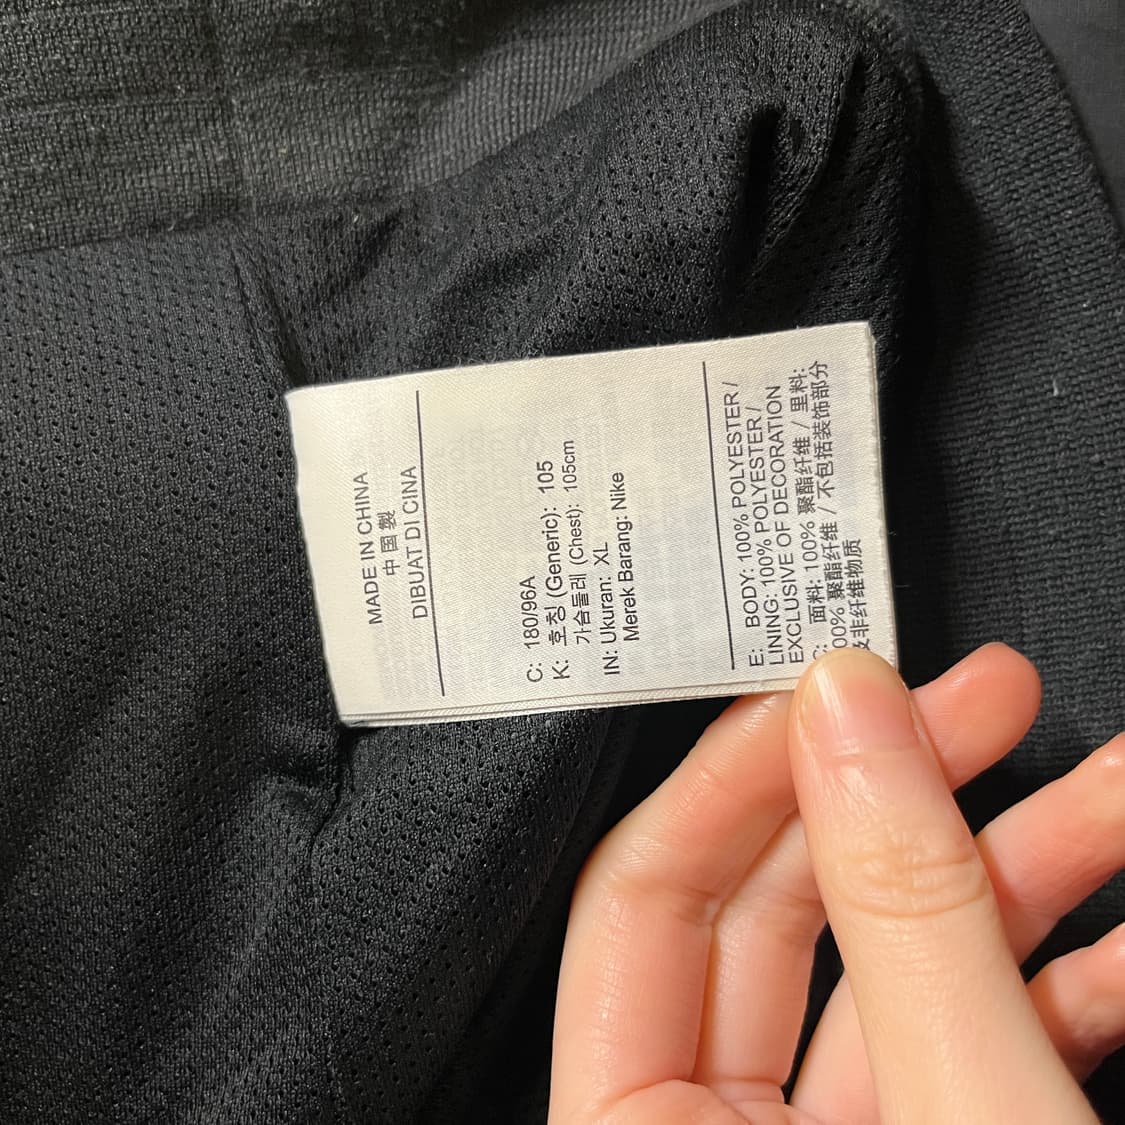 MADE IN CHINA
中国製
DIBUAT DI CINA
C: 180/96A
K: 호칭 (Generic): 105
가슴둘레 (Chest): 105cm
IN: Ukuran: XL
Merek Barang: Nike
E: BODY: 100% POLYESTER /
LINING: 100% POLYESTER /
EXCLUSIVE OF DECORATION
面料: 100% 聚酯纤维 / 里料:
00% 聚酯纤维 / 不包括装饰部分
及非纤维物质